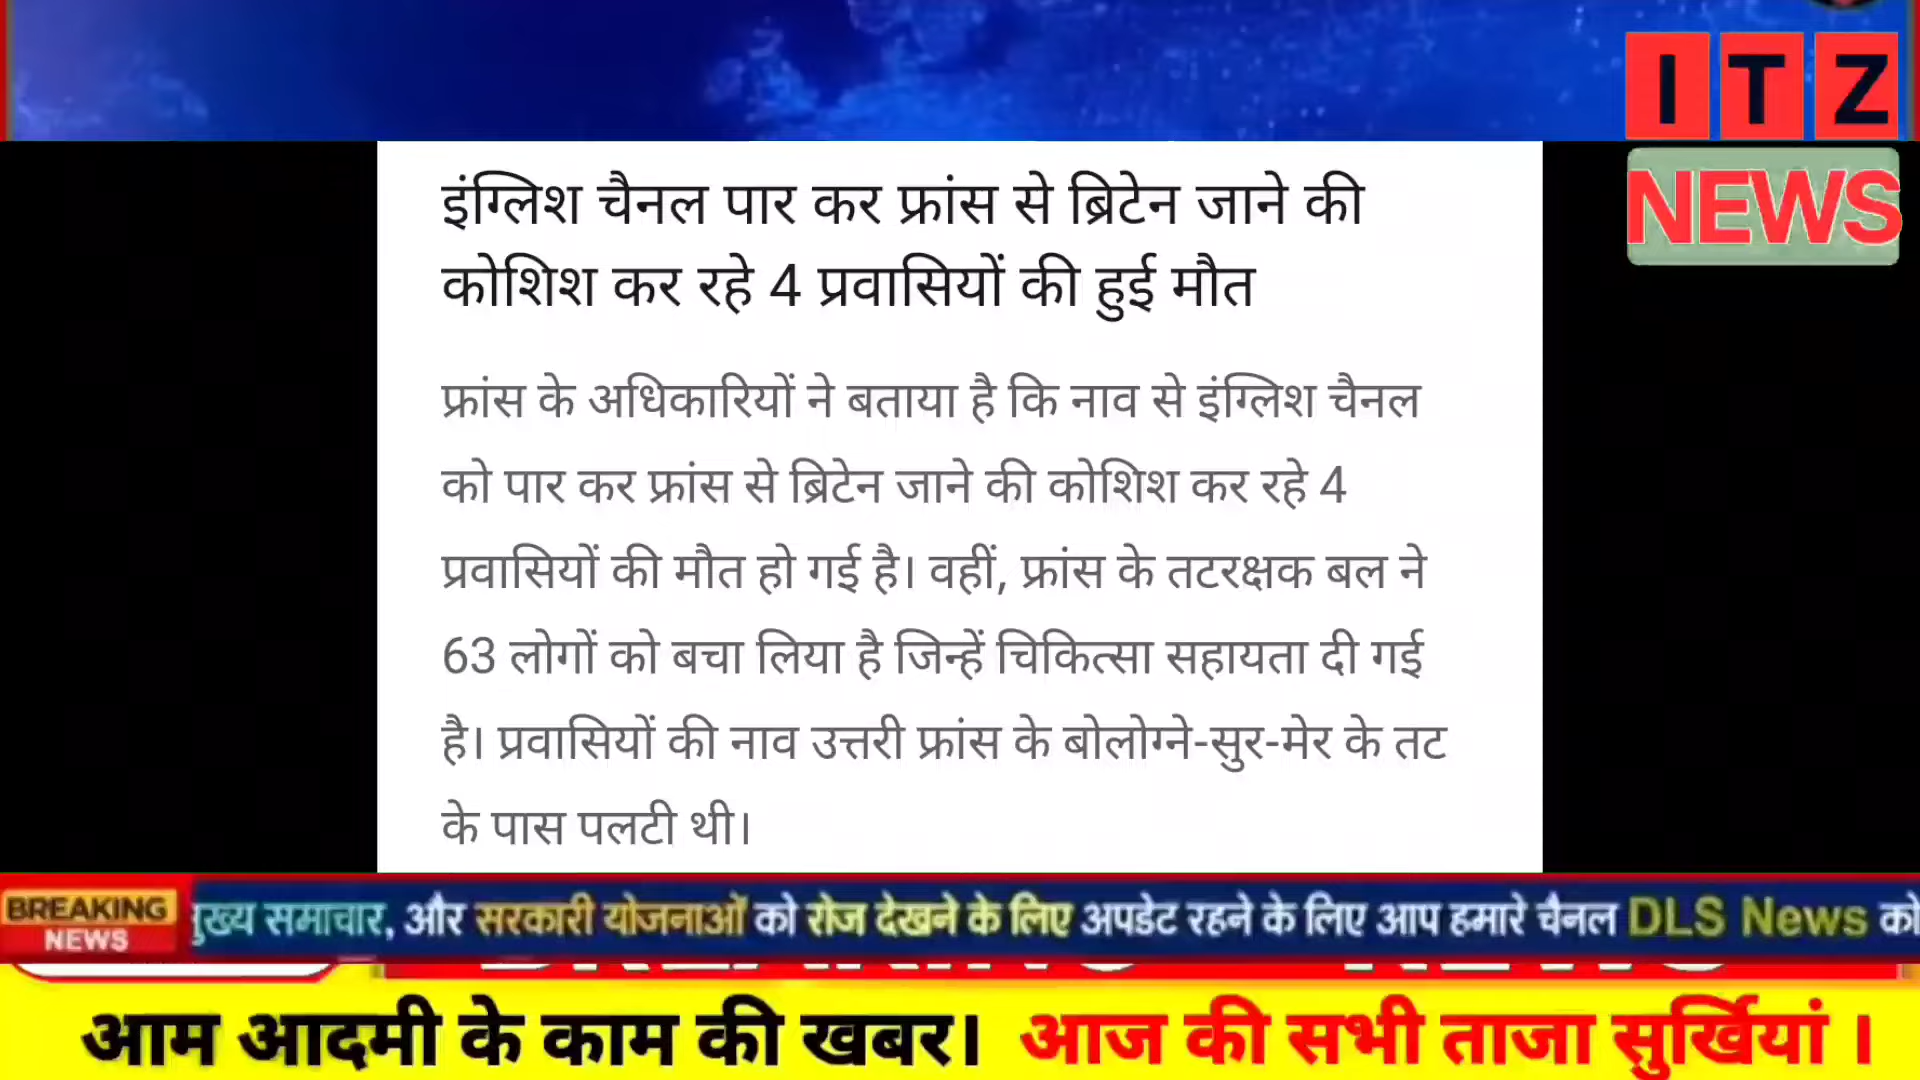 I T Z
NEWS
इंग्लिश चैनल पार कर फ्रांस से ब्रिटेन जाने की
कोशिश कर रहे 4 प्रवासियों की हुई मौत
फ्रांस के अधिकारियों ने बताया है कि नाव से इंग्लिश चैनल
को पार कर फ्रांस से ब्रिटेन जाने की कोशिश कर रहे 4
प्रवासियों की मौत हो गई है। वहीं, फ्रांस के तटरक्षक बल ने
63 लोगों को बचा लिया है जिन्हें चिकित्सा सहायता दी गई
है। प्रवासियों की नाव उत्तरी फ्रांस के बोलोग्ने-सुर-मेर के तट
के पास पलटी थी।
BREAKING
NEWS
समाचार, और सरकारी योजनाओं को रोज देखने के लिए अपडेट रहने के लिए आप हमारे चैनल DLS News को
आम आदमी के काम की खबर। आज की सभी ताजा सुर्खियां ।